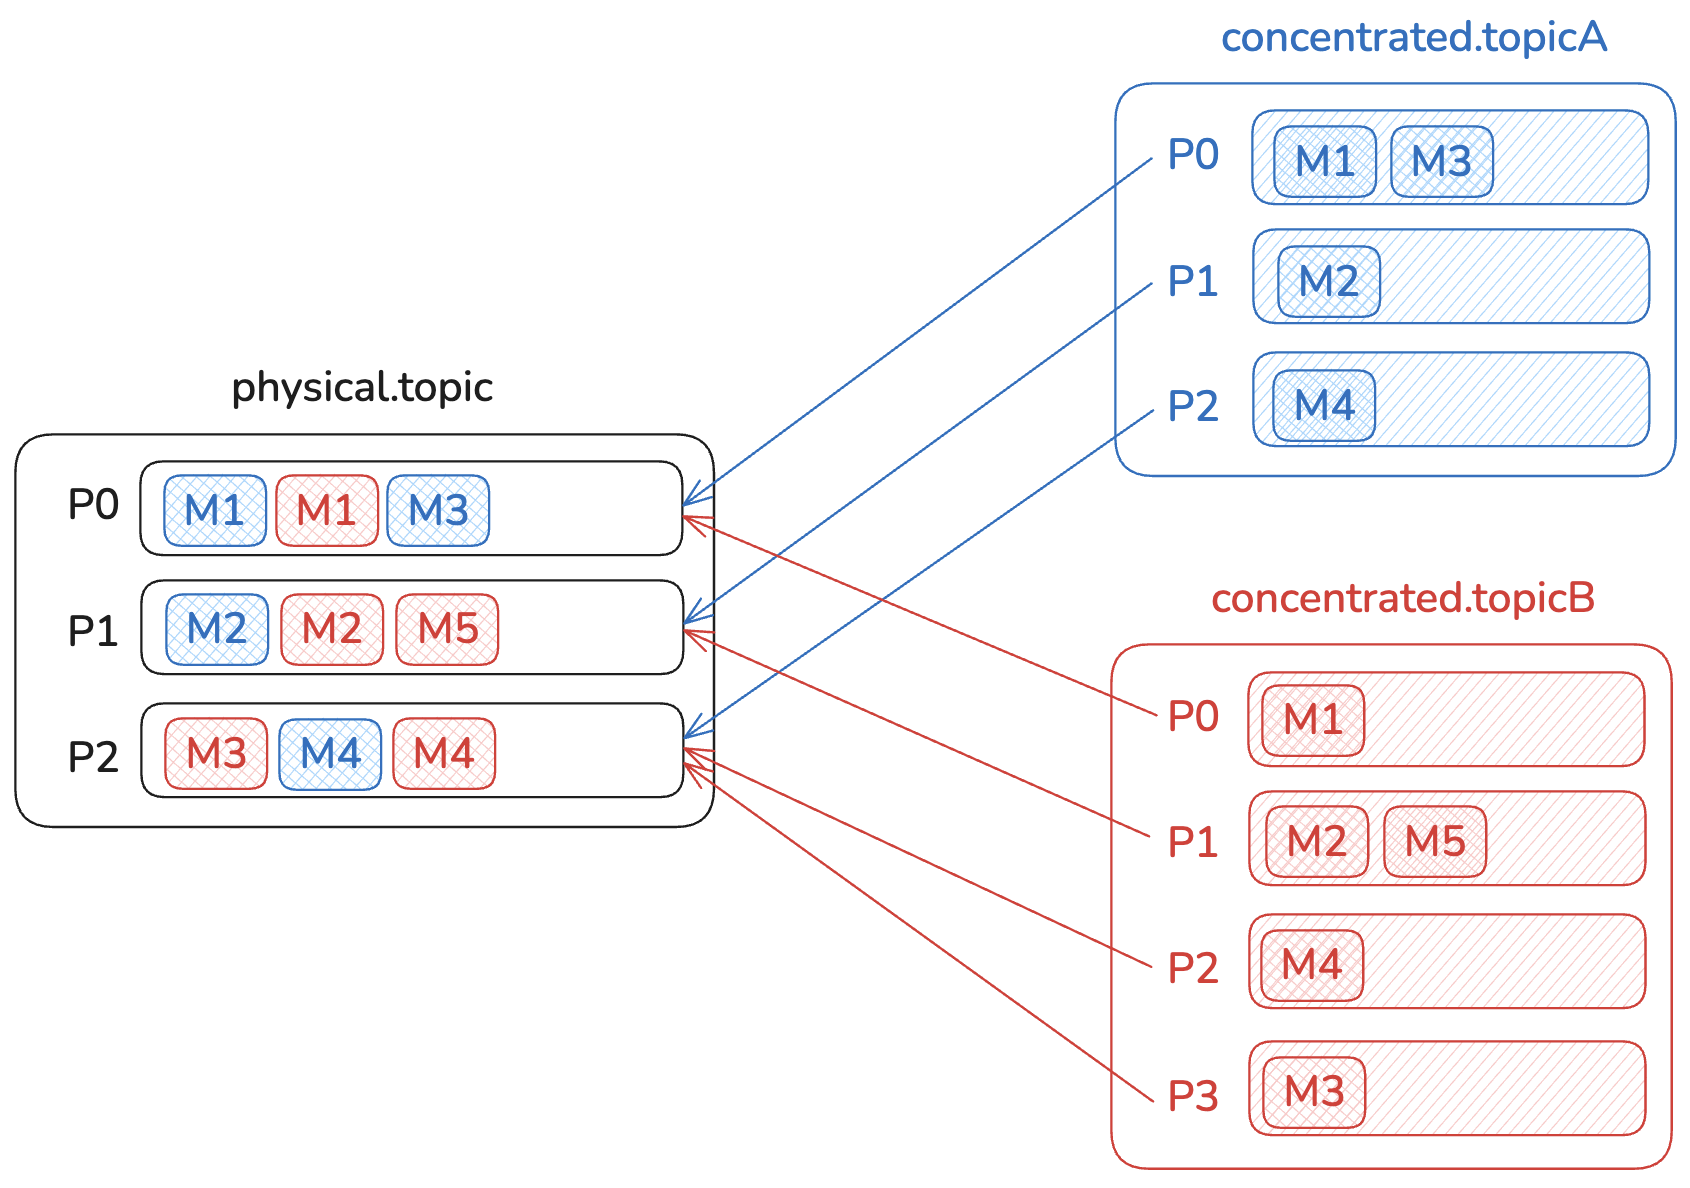 concentrated.topicA
P0 M1 M3
P1 M2
P2 M4
physical.topic
P0 M1 M1 M3
P1 M2 M2 M5
P2 M3 M4 M4
concentrated.topicB
P0 M1
P1 M2 M5
P2 M4
P3 M3